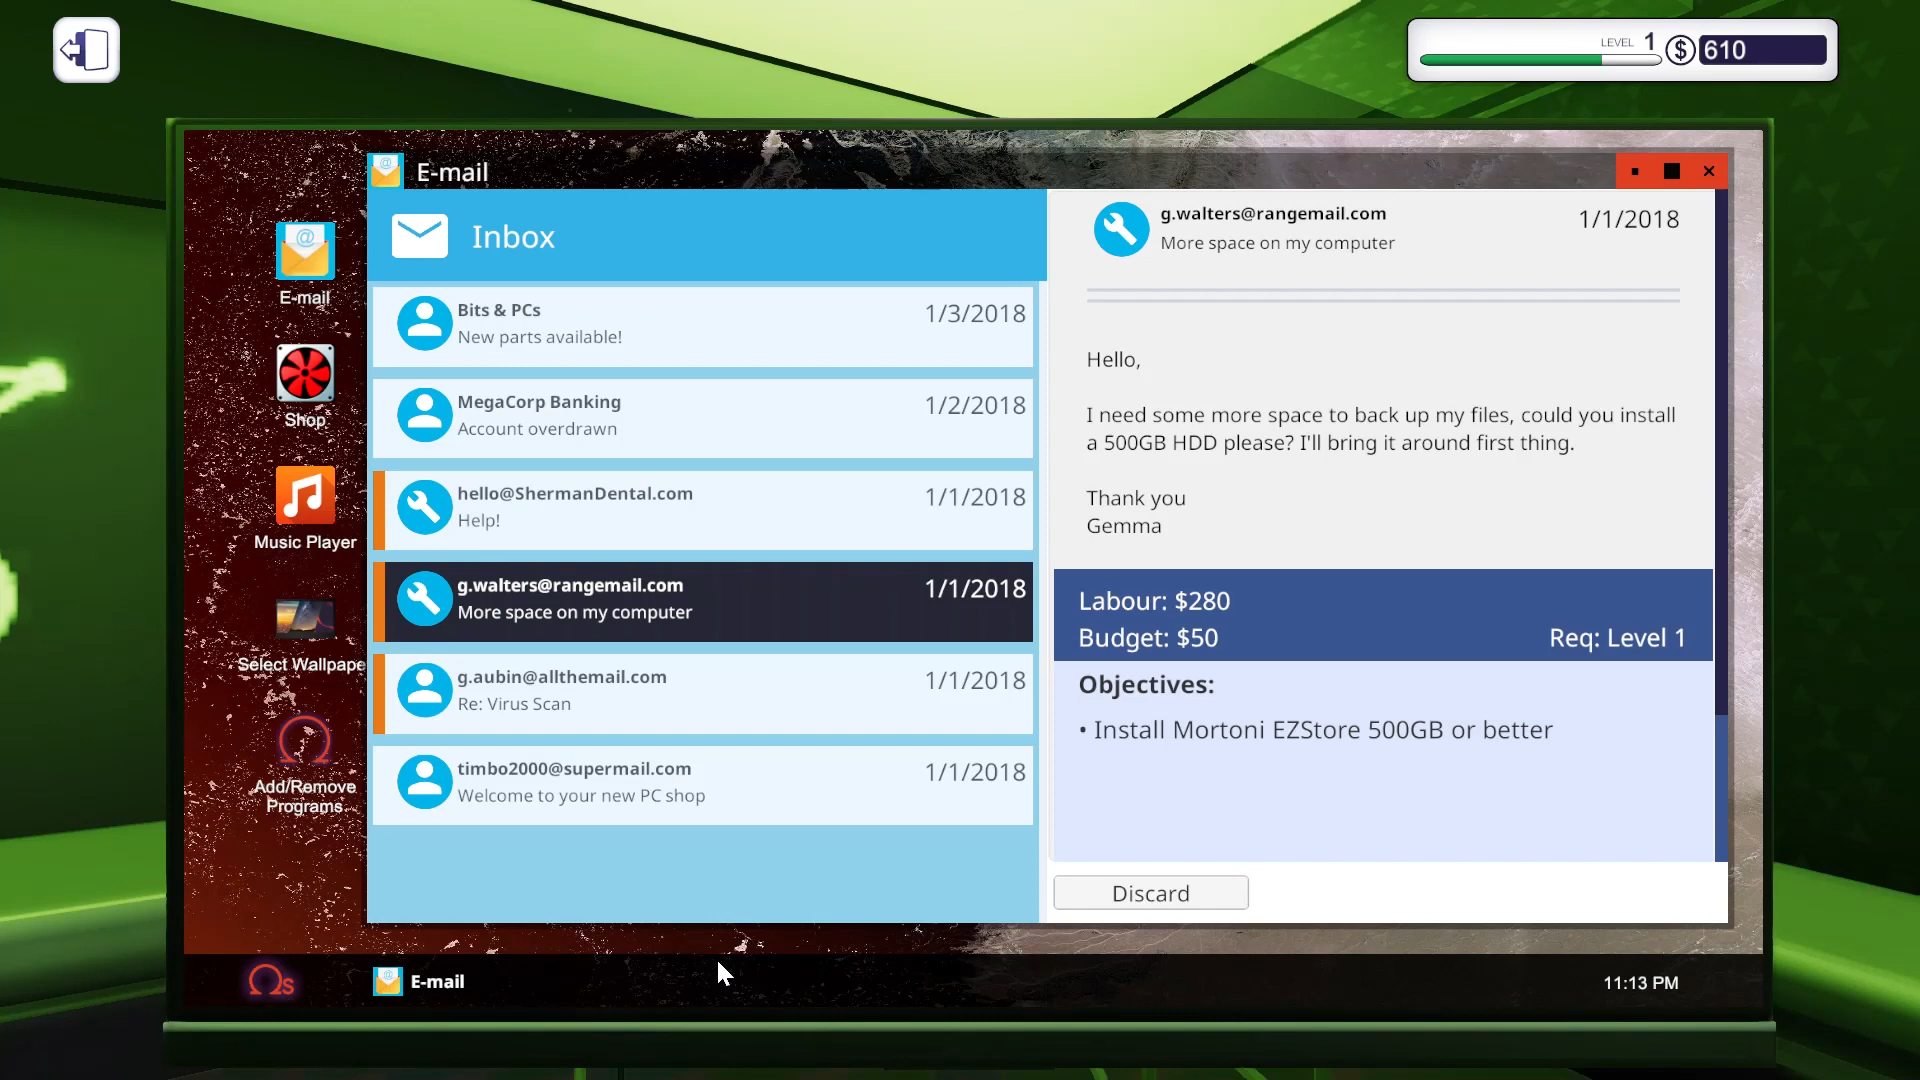 LEVEL 1
$ 610
E-mail
Inbox
Bits & PCs
1/3/2018
New parts available!
MegaCorp Banking
1/2/2018
Account overdrawn
hello@ShermanDental.com
1/1/2018
Help!
g.walters@rangemail.com
1/1/2018
More space on my computer
g.aubin@allthemail.com
1/1/2018
Re: Virus Scan
timbo2000@supermail.com
1/1/2018
Welcome to your new PC shop
g.walters@rangemail.com
1/1/2018
More space on my computer
Hello,
I need some more space to back up my files, could you install
a 500GB HDD please? I'll bring it around first thing.
Thank you
Gemma
Labour: $280
Budget: $50
Req: Level 1
Objectives:
• Install Mortoni EZStore 500GB or better
Discard
E-mail
Shop
Music Player
Select Wallpape
Add/Remove
Programs
Ωs
E-mail
11:13 PM